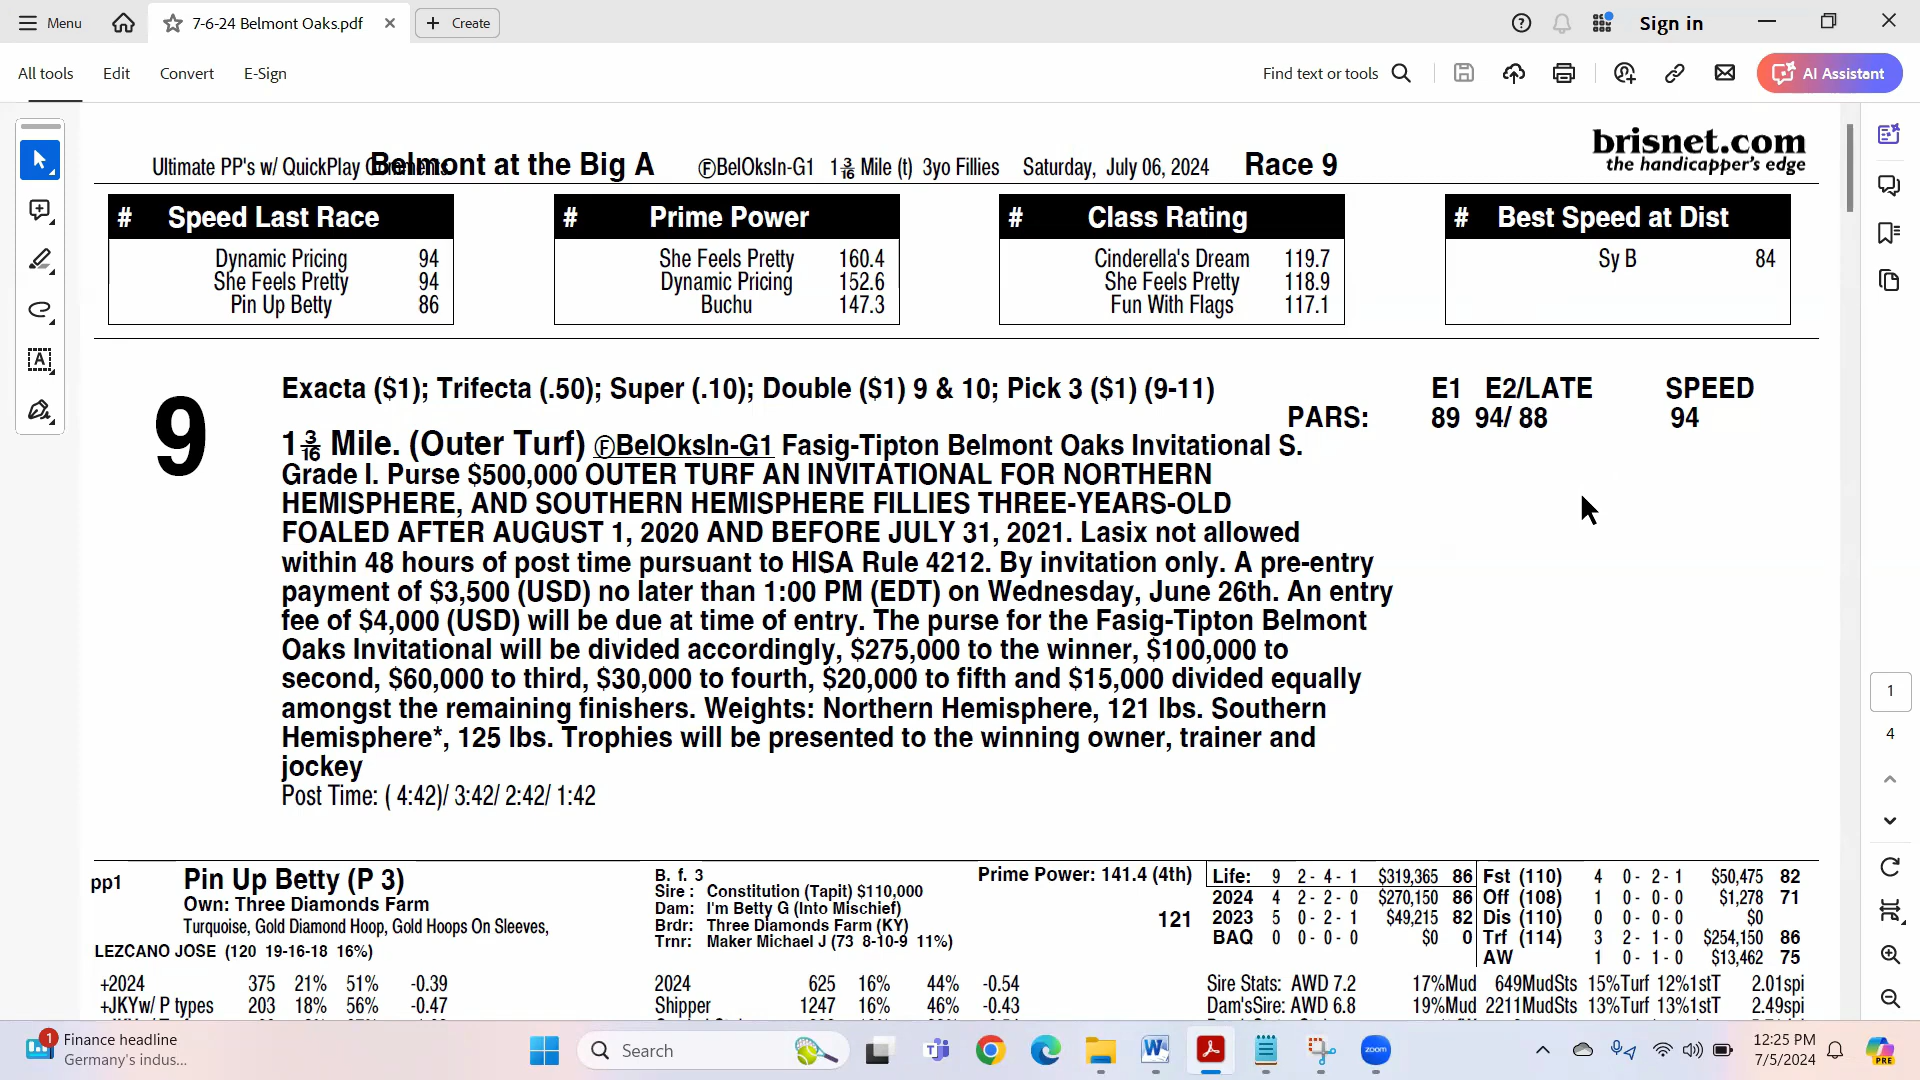 Menu
7-6-24 Belmont Oaks.pdf
Create
Sign in
All tools
Edit
Convert
E-Sign
Find text or tools
AI Assistant
Ultimate PP's w/ QuickPlay Comments Belmont at the Big A ⒻBelOksIn-G1 1 3/16 Mile (t) 3yo Fillies Saturday, July 06, 2024 Race 9
brisnet.com
the handicapper's edge
# Speed Last Race
Dynamic Pricing 94
She Feels Pretty 94
Pin Up Betty 86
# Prime Power
She Feels Pretty 160.4
Dynamic Pricing 152.6
Buchu 147.3
# Class Rating
Cinderella's Dream 119.7
She Feels Pretty 118.9
Fun With Flags 117.1
# Best Speed at Dist
Sy B 84
9
Exacta ($1); Trifecta (.50); Super (.10); Double ($1) 9 & 10; Pick 3 ($1) (9-11)
E1 E2/LATE SPEED
PARS: 89 94/ 88 94
1 3/16 Mile. (Outer Turf) ⒻBelOksIn-G1 Fasig-Tipton Belmont Oaks Invitational S.
Grade I. Purse $500,000 OUTER TURF AN INVITATIONAL FOR NORTHERN
HEMISPHERE, AND SOUTHERN HEMISPHERE FILLIES THREE-YEARS-OLD
FOALED AFTER AUGUST 1, 2020 AND BEFORE JULY 31, 2021. Lasix not allowed
within 48 hours of post time pursuant to HISA Rule 4212. By invitation only. A pre-entry
payment of $3,500 (USD) no later than 1:00 PM (EDT) on Wednesday, June 26th. An entry
fee of $4,000 (USD) will be due at time of entry. The purse for the Fasig-Tipton Belmont
Oaks Invitational will be divided accordingly, $275,000 to the winner, $100,000 to
second, $60,000 to third, $30,000 to fourth, $20,000 to fifth and $15,000 divided equally
amongst the remaining finishers. Weights: Northern Hemisphere, 121 lbs. Southern
Hemisphere*, 125 lbs. Trophies will be presented to the winning owner, trainer and
jockey
Post Time: ( 4:42)/ 3:42/ 2:42/ 1:42
1
4
pp1
Pin Up Betty (P 3)
Own: Three Diamonds Farm
Turquoise, Gold Diamond Hoop, Gold Hoops On Sleeves,
LEZCANO JOSE (120 19-16-18 16%)
B. f. 3
Sire : Constitution (Tapit) $110,000
Dam: I'm Betty G (Into Mischief)
Brdr: Three Diamonds Farm (KY)
Trnr: Maker Michael J (73 8-10-9 11%)
Prime Power: 141.4 (4th)
121
Life: 9 2 - 4 - 1 $319,365 86
2024 4 2 - 2 - 0 $270,150 86
2023 5 0 - 2 - 1 $49,215 82
BAQ 0 0 - 0 - 0 $0 0
Fst (110) 4 0 - 2 - 1 $50,475 82
Off (108) 1 0 - 0 - 0 $1,278 71
Dis (110) 0 0 - 0 - 0 $0
Trf (114) 3 2 - 1 - 0 $254,150 86
AW 1 0 - 1 - 0 $13,462 75
+2024 375 21% 51% -0.39
+JKYw/ P types 203 18% 56% -0.47
2024 625 16% 44% -0.54
Shipper 1247 16% 46% -0.43
Sire Stats: AWD 7.2 17%Mud 649MudSts 15%Turf 12%1stT 2.01spi
Dam'sSire: AWD 6.8 19%Mud 2211MudSts 13%Turf 13%1stT 2.49spi
1
Finance headline
Germany's indus...
Search
zoom
12:25 PM
7/5/2024
PRE